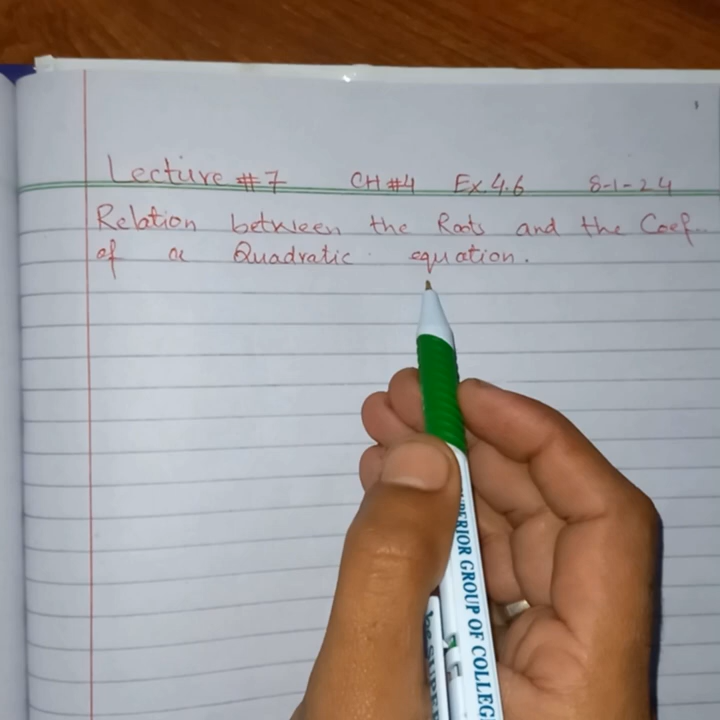 Lecture #7 CH #4 Ex 4.6 8-1-24
Relation between the Roots and the Coef..
of a Quadratic equation.
SUPERIOR GROUP OF COLLEG